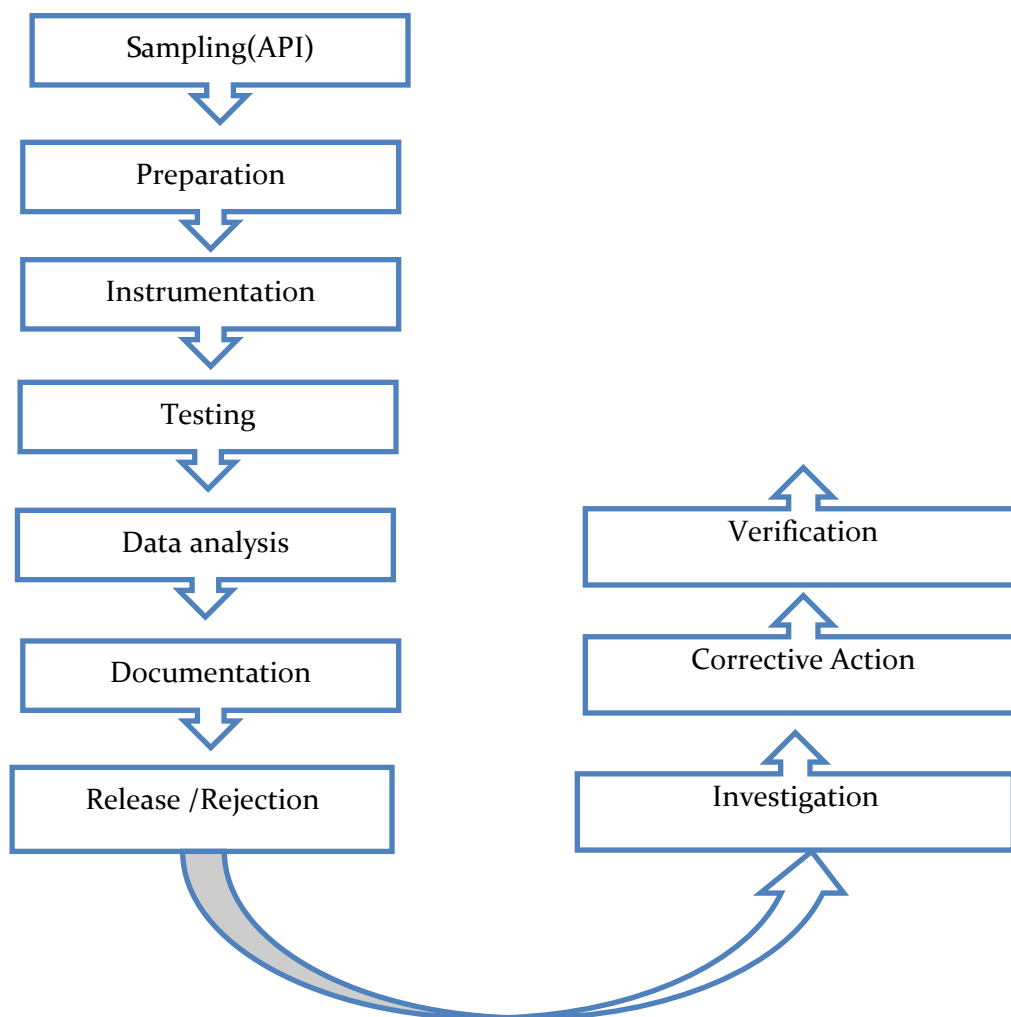 Sampling(API)
Preparation
Instrumentation
Testing
Data analysis
Documentation
Release /Rejection
Investigation
Corrective Action
Verification